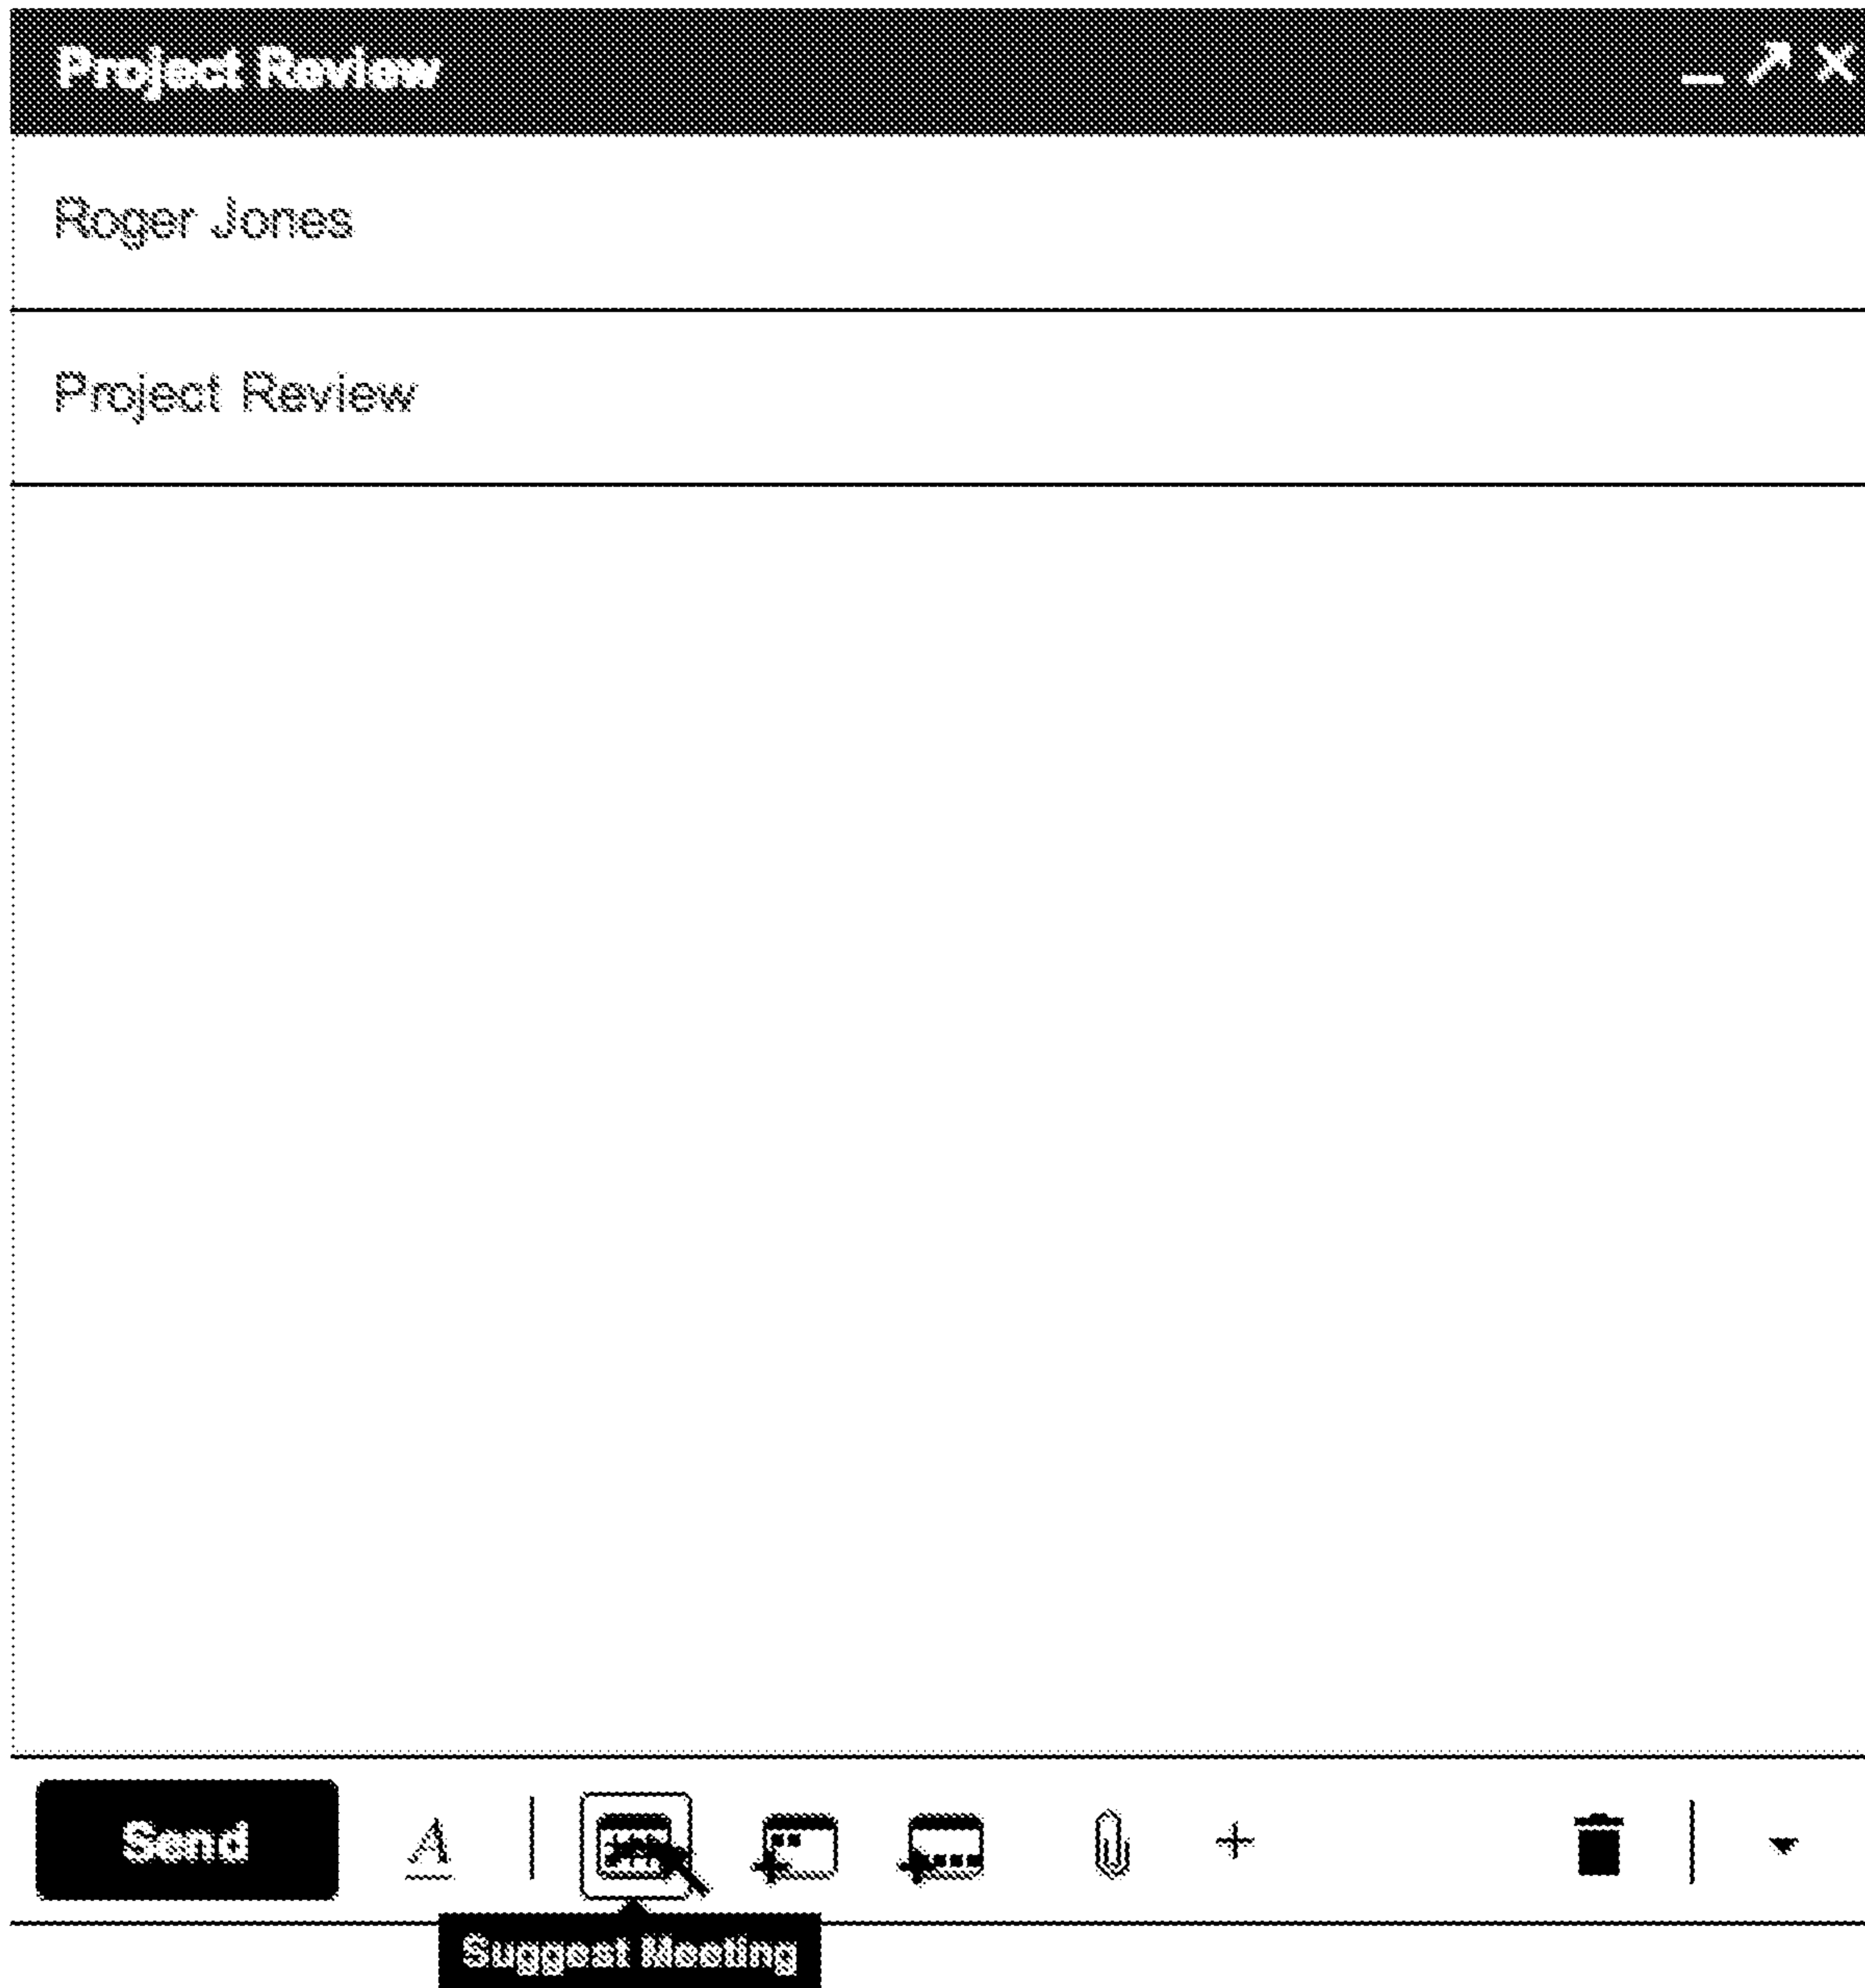 Project Review
Roger Jones
Project Review
Send A
Suggest Meeting